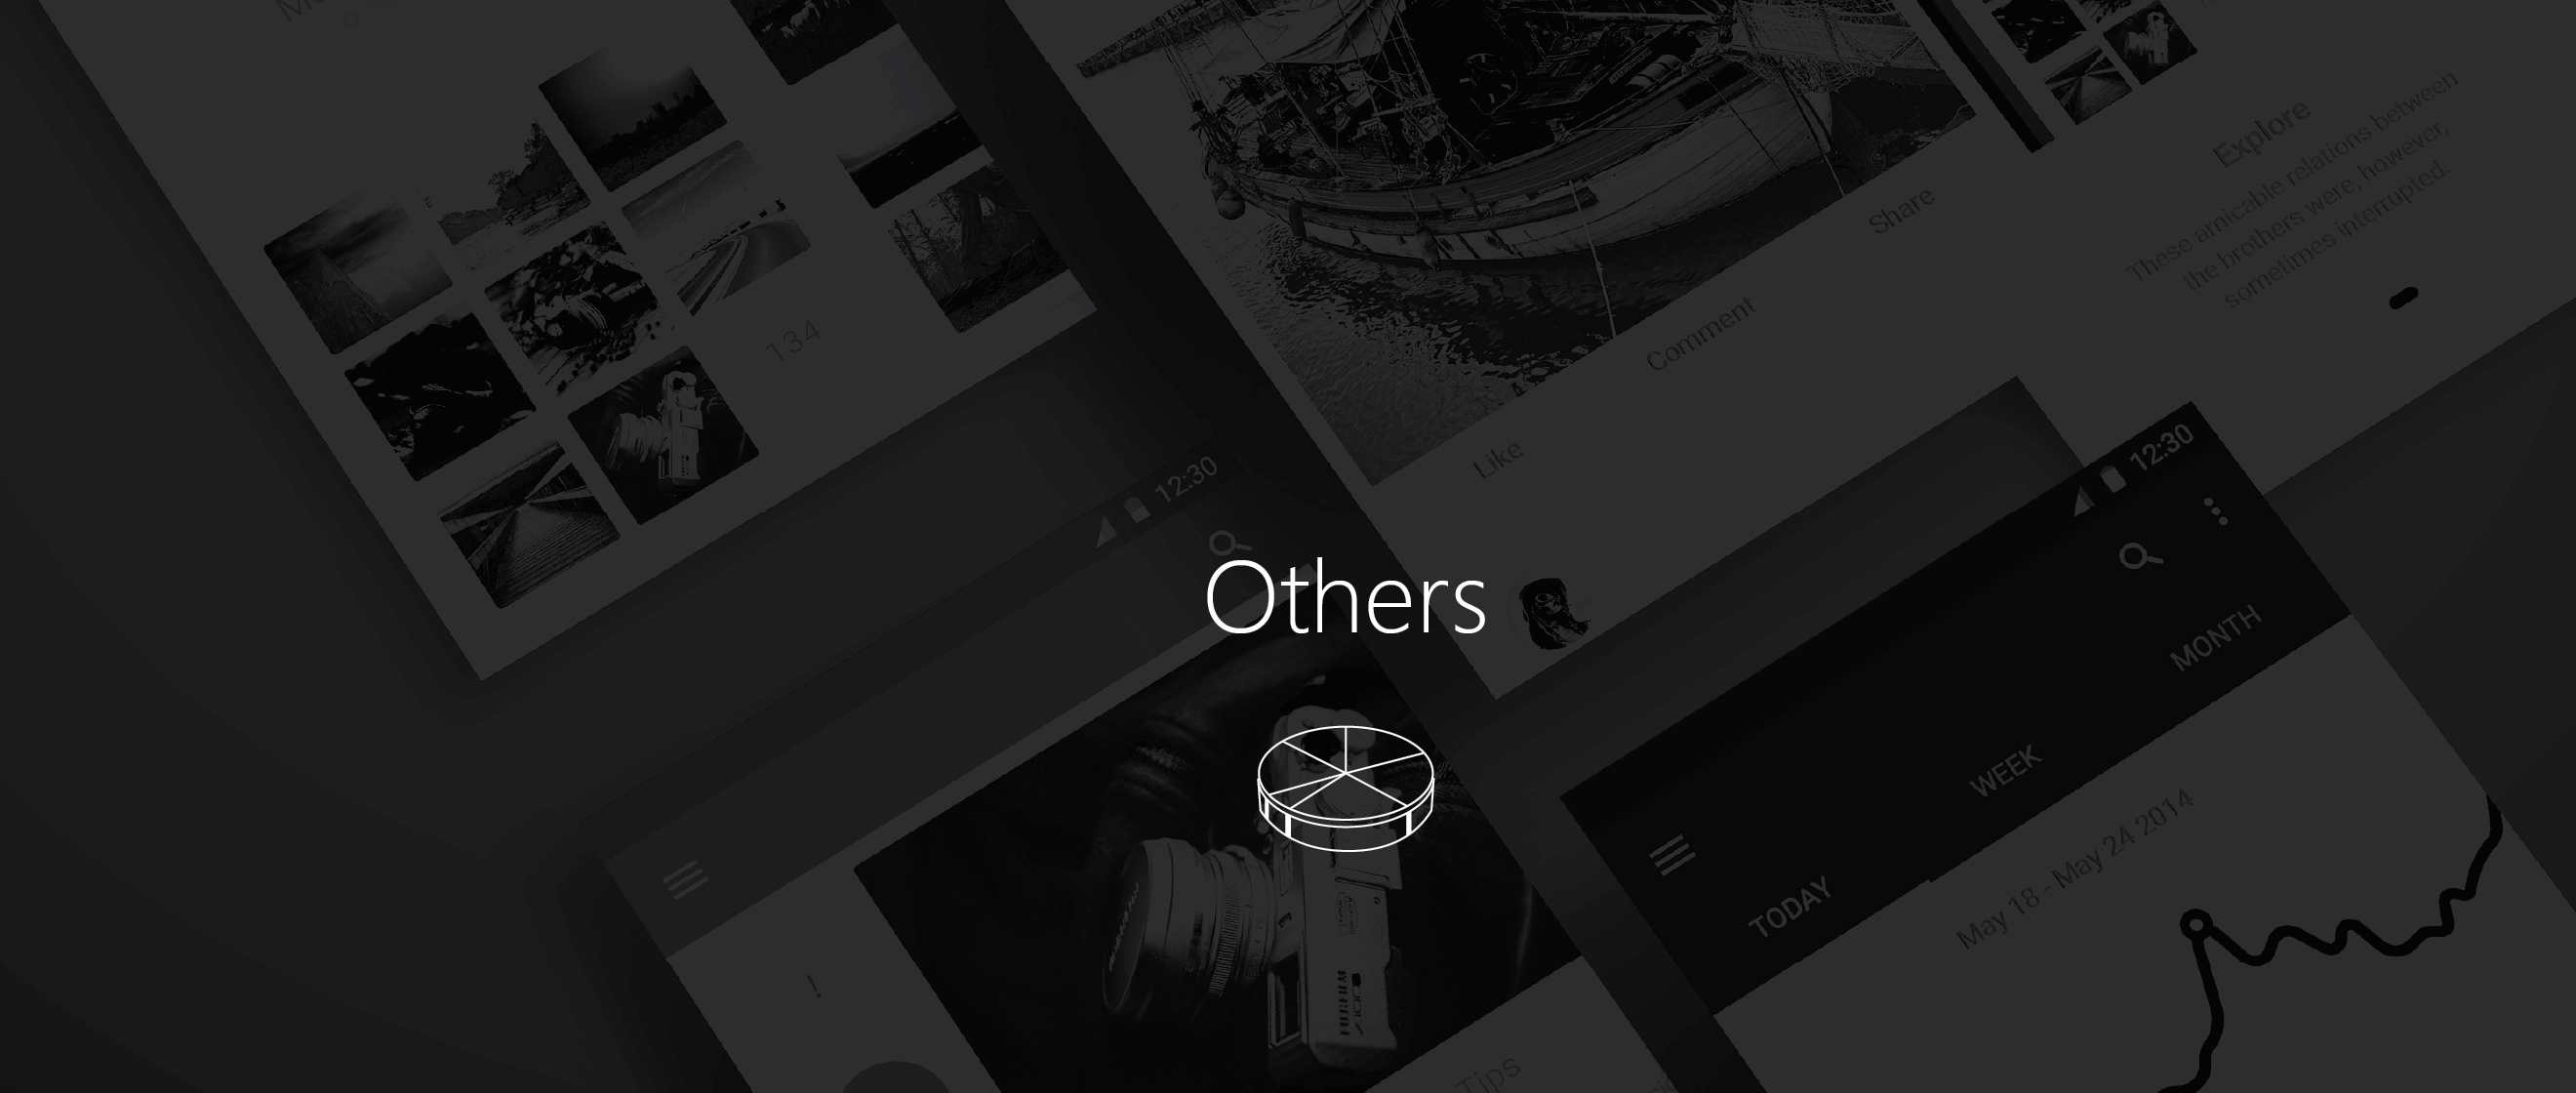 134
Explore
These amicable relations between
the brothers were, however,
sometimes interrupted.
Share
Comment
Like
12:30
12:30
Others
MONTH
WEEK
TODAY
May 18 - May 24 2014
!
FUJIFILM
Tips